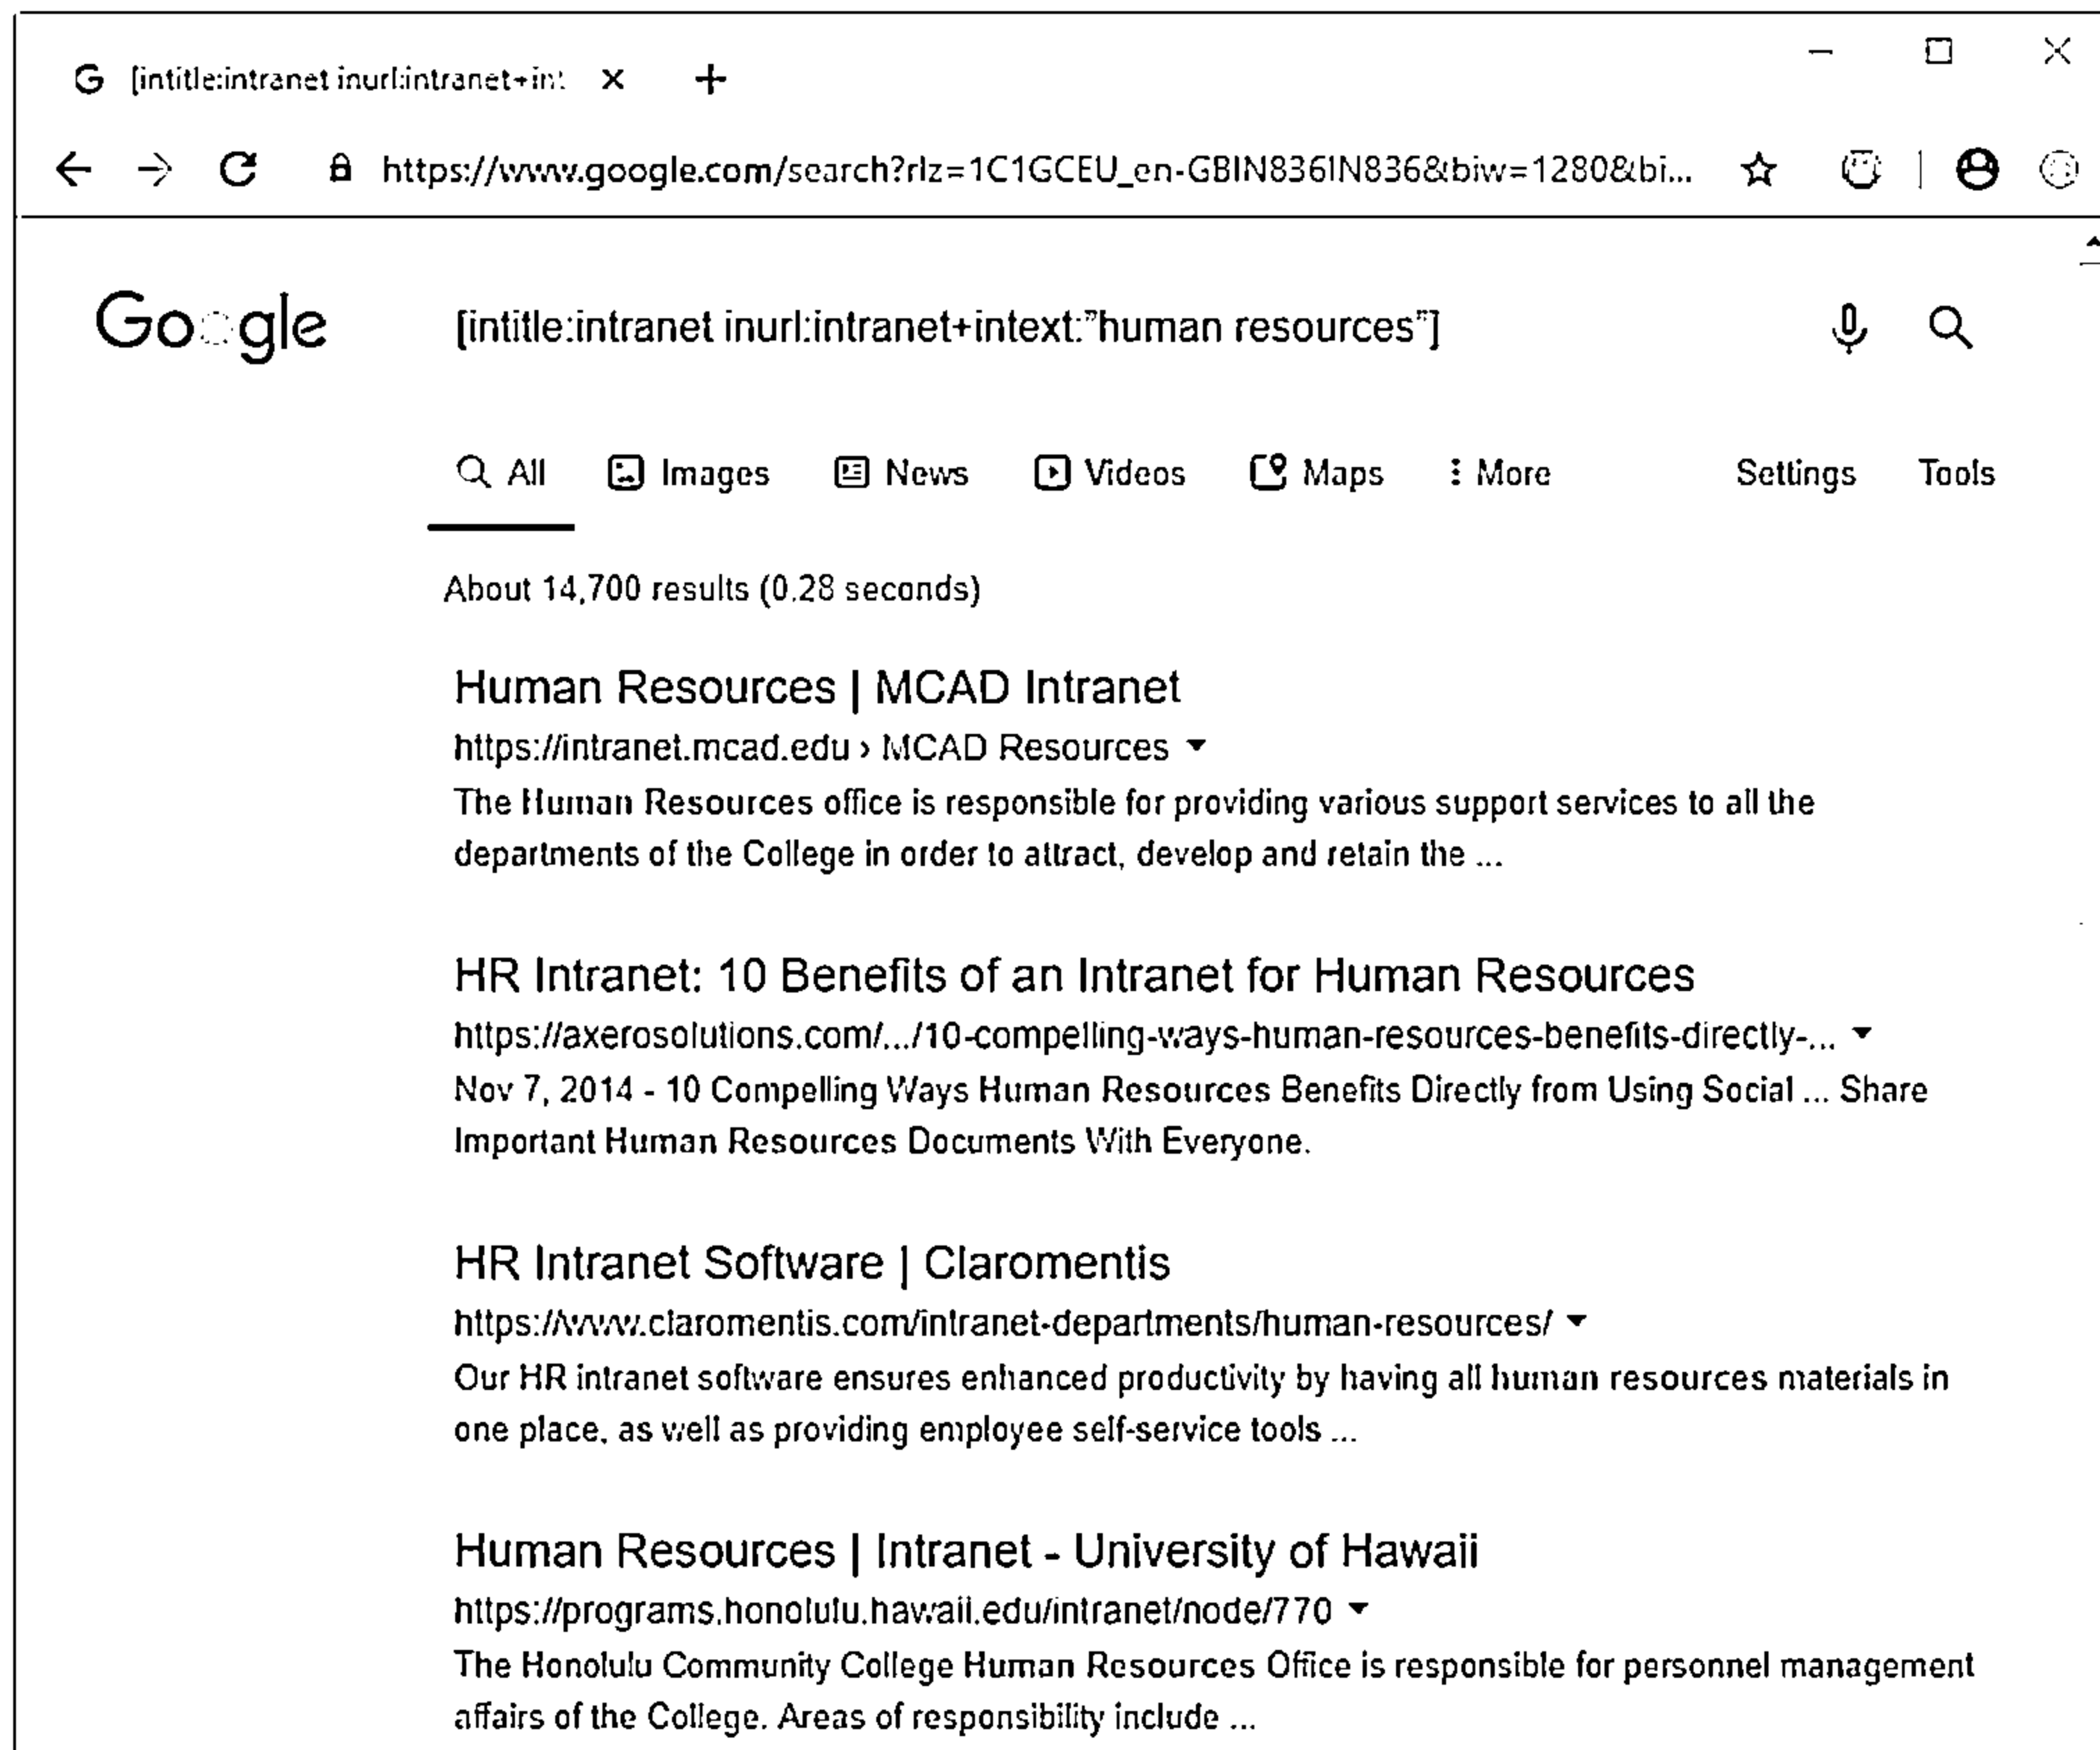 G [intitle:intranet inurl:intranet+int × +
https://www.google.com/search?rlz=1C1GCEU_en-GBIN836IN836&biw=1280&bi...
Google
[intitle:intranet inurl:intranet+intext:"human resources"]
All Images News Videos Maps More Settings Tools
About 14,700 results (0.28 seconds)
Human Resources | MCAD Intranet
https://intranet.mcad.edu › MCAD Resources
The Human Resources office is responsible for providing various support services to all the
departments of the College in order to attract, develop and retain the ...
HR Intranet: 10 Benefits of an Intranet for Human Resources
https://axerosolutions.com/.../10-compelling-ways-human-resources-benefits-directly-...
Nov 7, 2014 - 10 Compelling Ways Human Resources Benefits Directly from Using Social ... Share
Important Human Resources Documents With Everyone.
HR Intranet Software | Claromentis
https://www.claromentis.com/intranet-departments/human-resources/
Our HR intranet software ensures enhanced productivity by having all human resources materials in
one place, as well as providing employee self-service tools ...
Human Resources | Intranet - University of Hawaii
https://programs.honolulu.hawaii.edu/intranet/node/770
The Honolulu Community College Human Resources Office is responsible for personnel management
affairs of the College. Areas of responsibility include ...